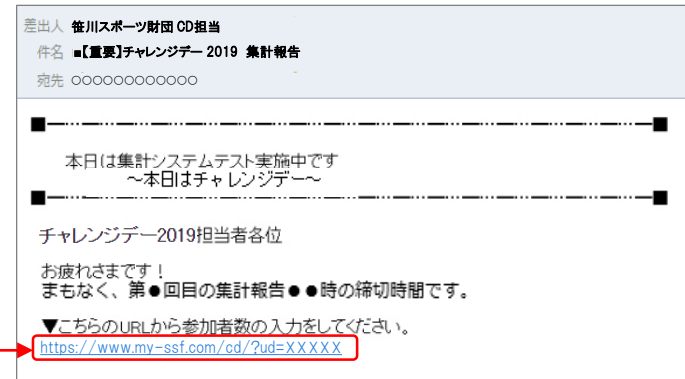 差出人 笹川スポーツ財団 CD担当
件名 ■【重要】チャレンジデー 2019 集計報告
宛先 ○○○○○○○○○○○○
本日は集計システムテスト実施中です
～本日はチャレンジデー～
チャレンジデー2019担当者各位
お疲れさまです！
まもなく、第●回目の集計報告●●時の締切時間です。
▼こちらのURLから参加者数の入力をしてください。
https://www.my-ssf.com/cd/?ud=XXXXX